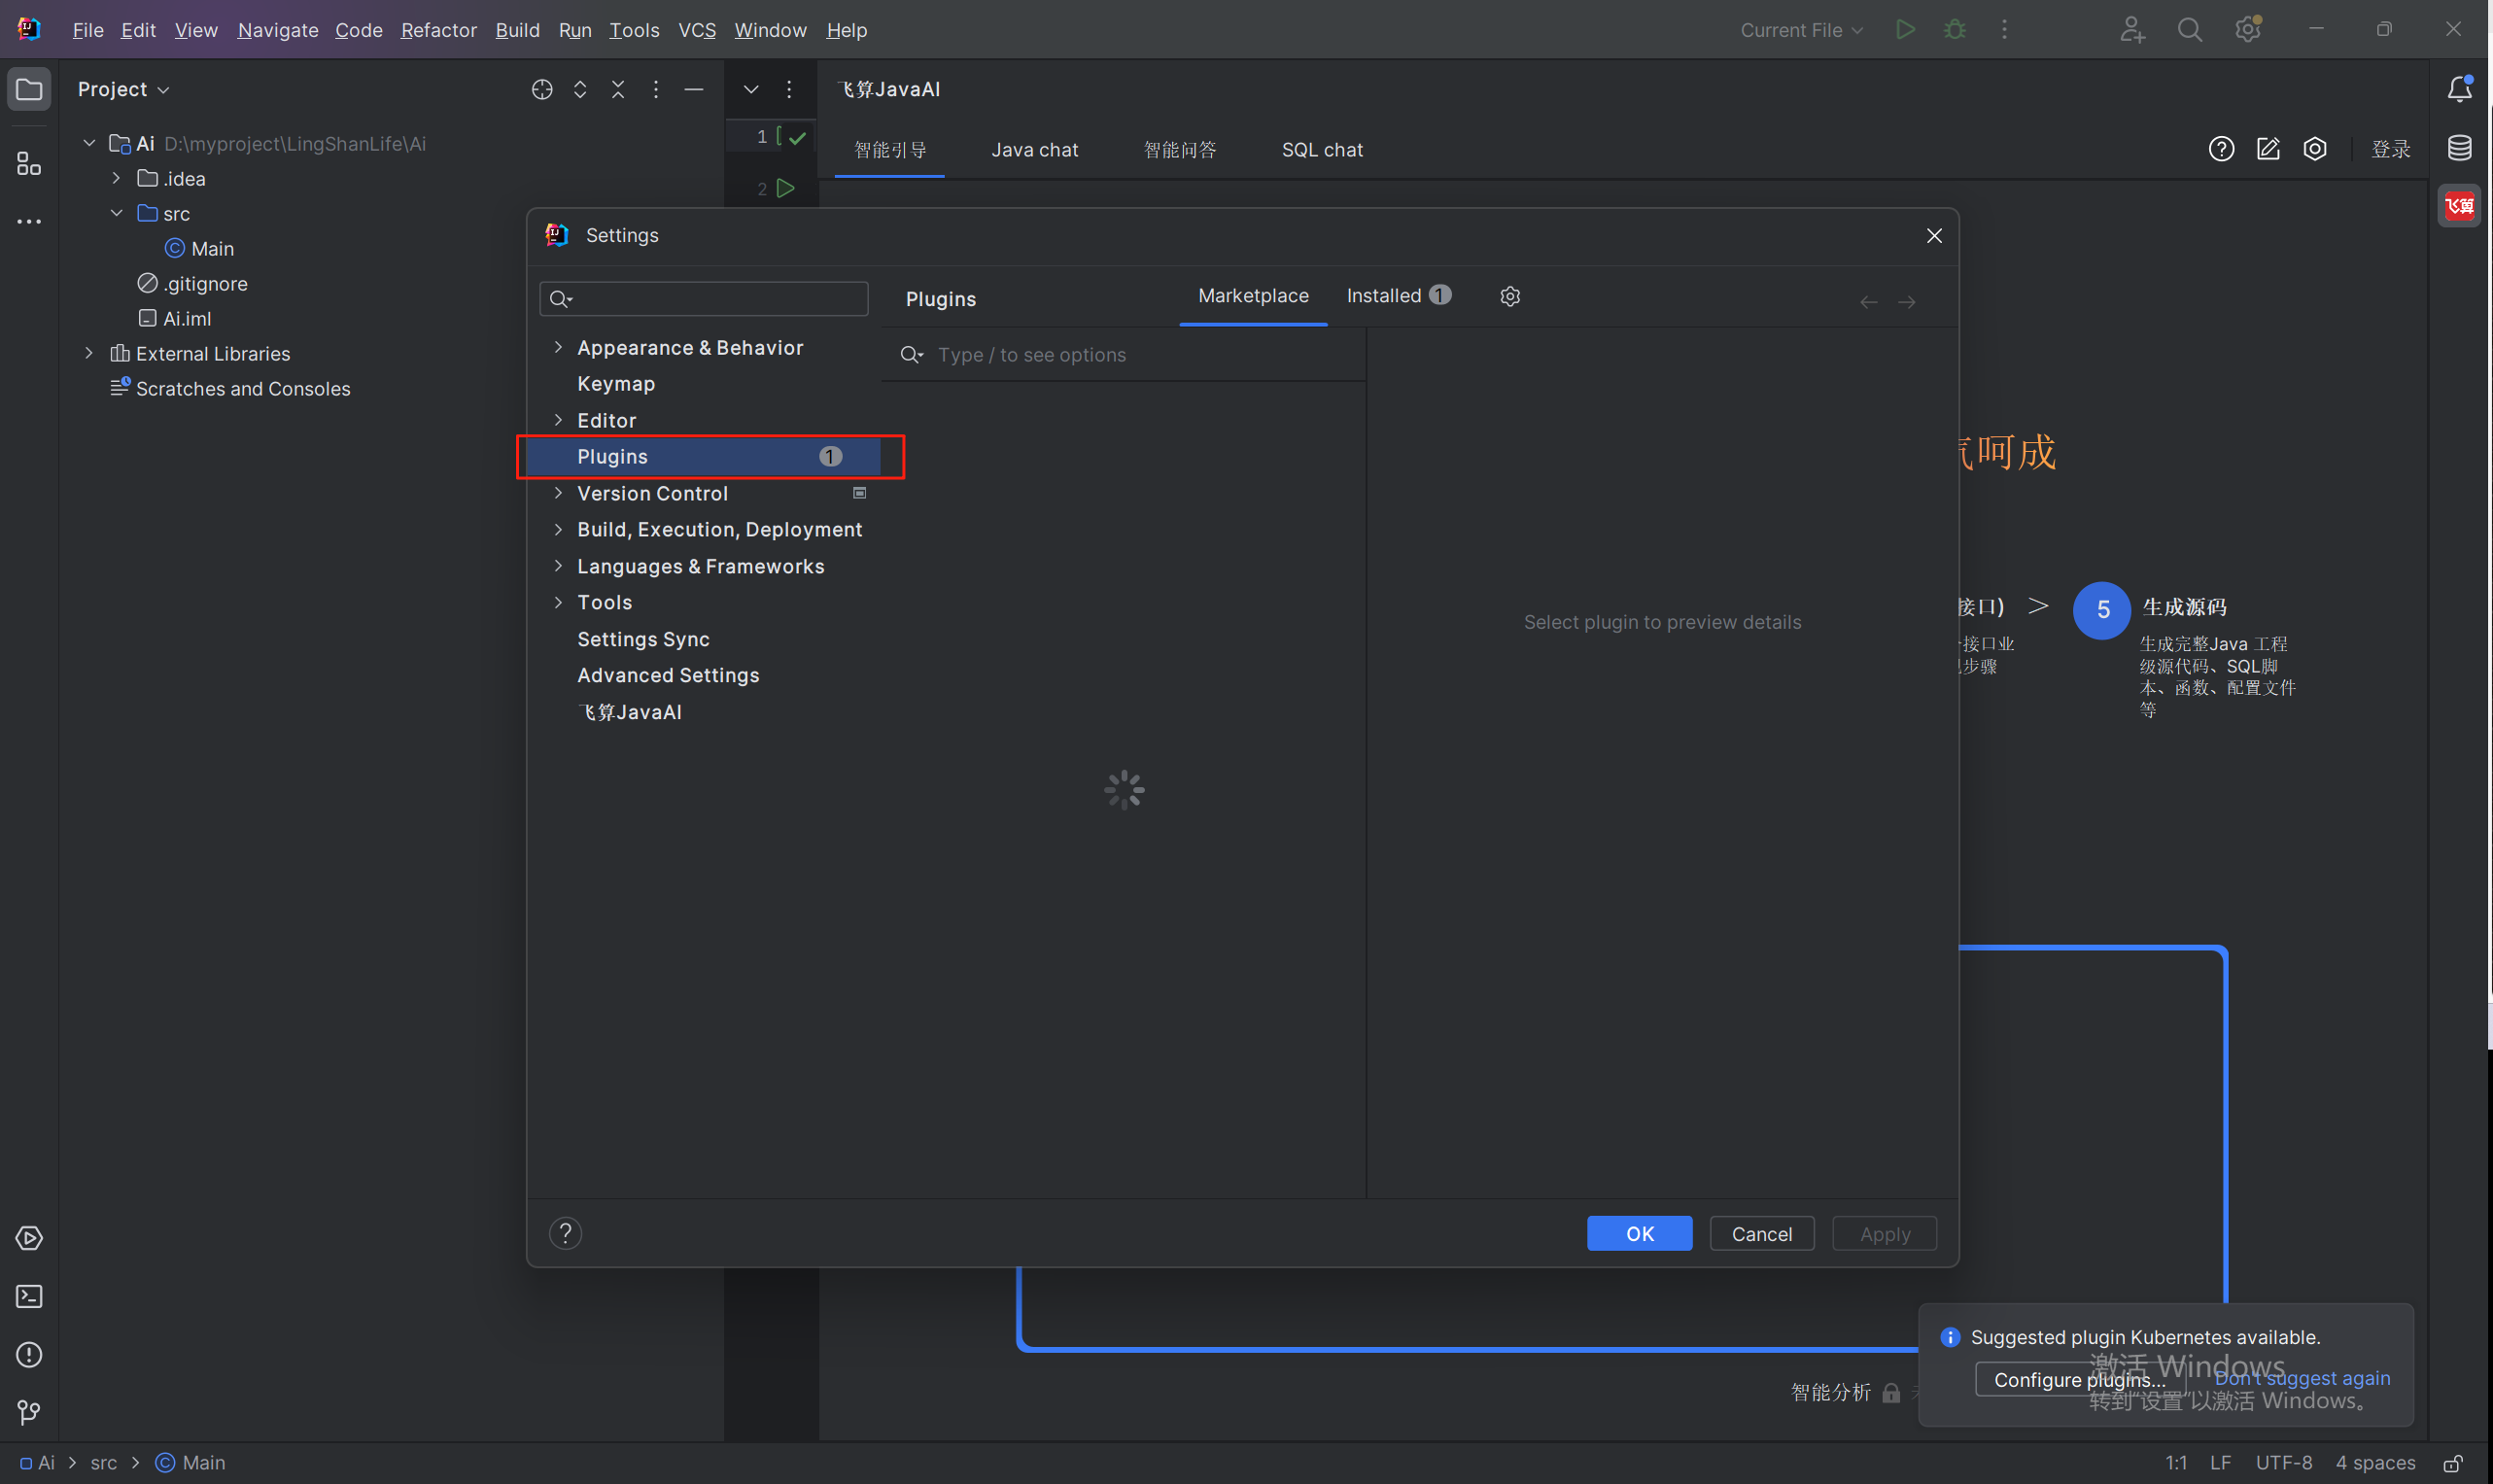 File Edit View Navigate Code Refactor Build Run Tools VCS Window Help
Current File
Project
飞算JavaAI
Ai D:\myproject\LingShanLife\Ai
.idea
src
Main
.gitignore
Ai.iml
External Libraries
Scratches and Consoles
1
2
智能引导 Java chat 智能问答 SQL chat
登录
飞算
Settings
Appearance & Behavior
Keymap
Editor
Plugins 1
Version Control
Build, Execution, Deployment
Languages & Frameworks
Tools
Settings Sync
Advanced Settings
飞算JavaAI
Plugins Marketplace Installed 1
Type / to see options
Select plugin to preview details
OK Cancel Apply
呵成
接口) > 5 生成源码
接口业
步骤
生成完整Java 工程
级源代码、SQL脚
本、函数、配置文件
等
智能分析
Suggested plugin Kubernetes available.
Configure plugins... Don't suggest again
激活 Windows
转到"设置"以激活 Windows。
Ai > src > Main
1:1 LF UTF-8 4 spaces